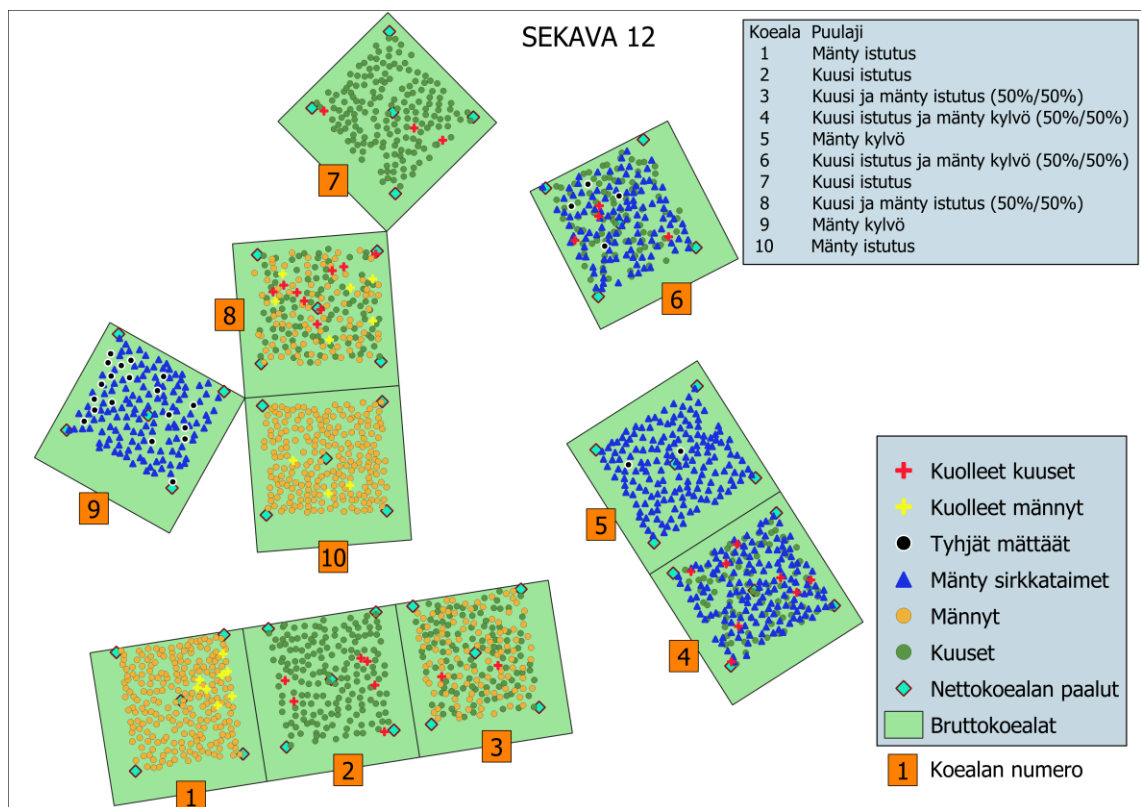 SEKAVA 12
Koeala Puulaji
1 Mänty istutus
2 Kuusi istutus
3 Kuusi ja mänty istutus (50%/50%)
4 Kuusi istutus ja mänty kylvö (50%/50%)
5 Mänty kylvö
6 Kuusi istutus ja mänty kylvö (50%/50%)
7 Kuusi istutus
8 Kuusi ja mänty istutus (50%/50%)
9 Mänty kylvö
10 Mänty istutus
7
6
8
9
10
5
4
3
2
1
Kuolleet kuuset
Kuolleet männyt
Tyhjät mättäät
Mänty sirkkataimet
Männyt
Kuuset
Nettokoealan paalut
Bruttokoealat
1 Koealan numero